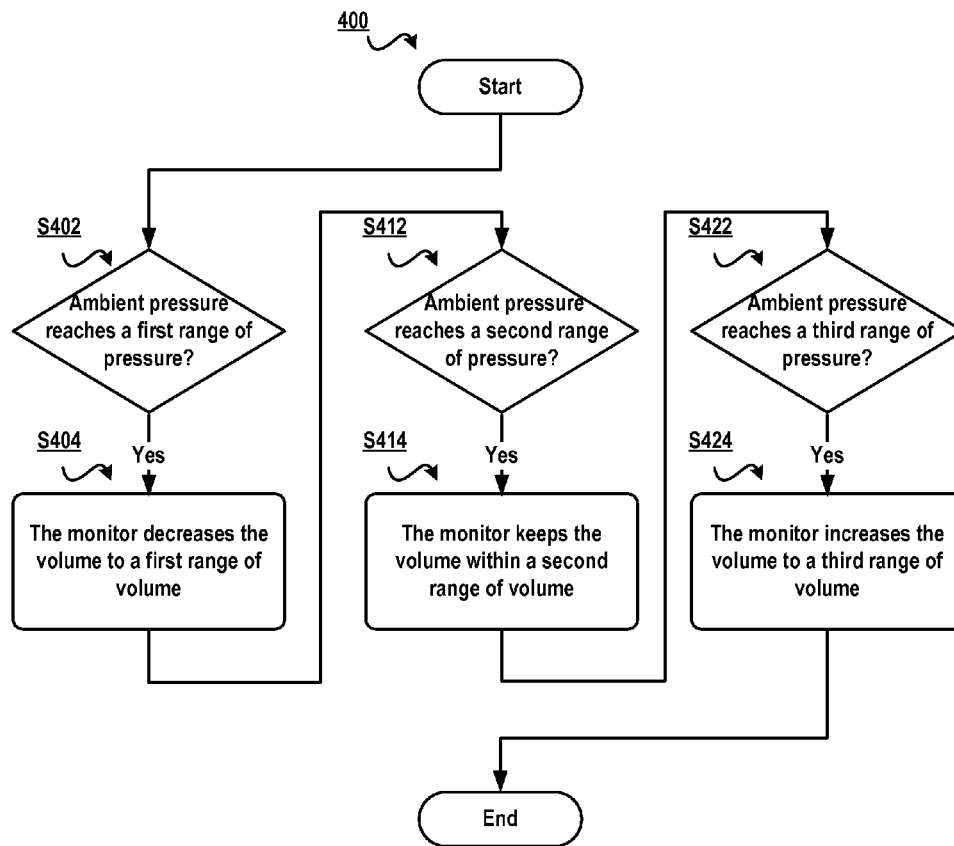 400
Start
S402
Ambient pressure
reaches a first range of
pressure?
Yes
S404
The monitor decreases the
volume to a first range of
volume
S412
Ambient pressure
reaches a second range
of pressure?
Yes
S414
The monitor keeps the
volume within a second
range of volume
S422
Ambient pressure
reaches a third range of
pressure?
Yes
S424
The monitor increases the
volume to a third range of
volume
End